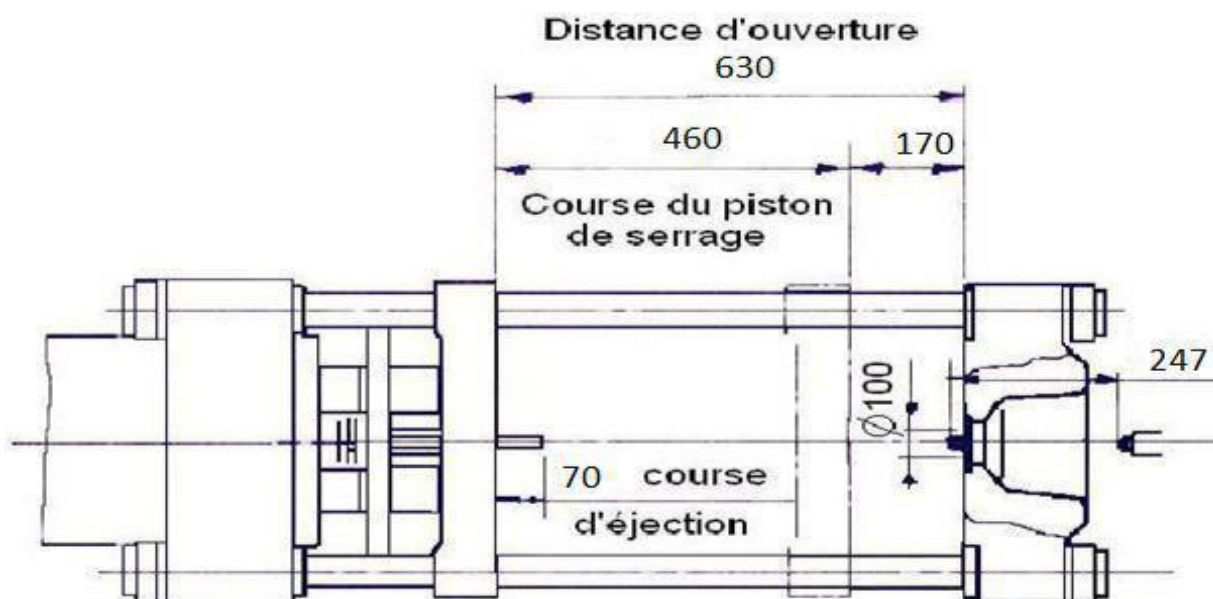 Distance d'ouverture
630
460
170
Course du piston
de serrage
247
Ø100
70 course
d'éjection